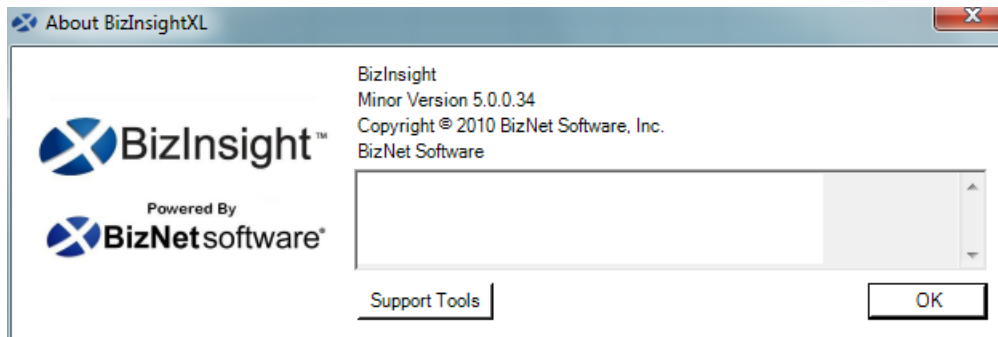 About BizInsightXL
BizInsight
Minor Version 5.0.0.34
Copyright © 2010 BizNet Software, Inc.
BizNet Software
BizInsight™
Powered By
BizNetsoftware®
Support Tools
OK